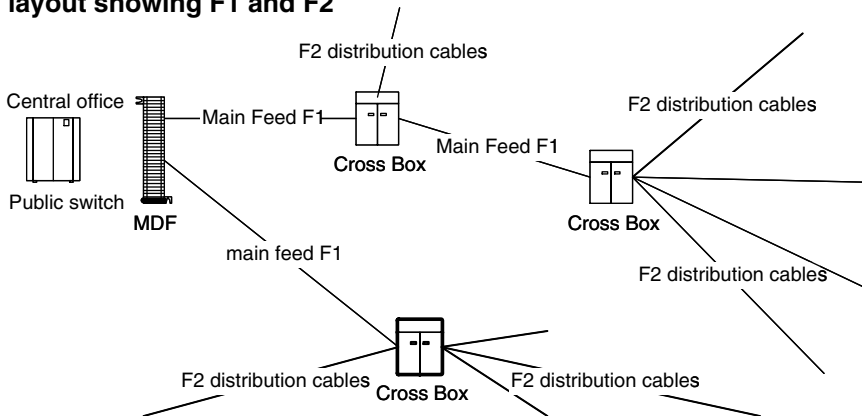 layout showing F1 and F2
F2 distribution cables
F2 distribution cables
Central office
Main Feed F1
Main Feed F1
Cross Box
Public switch
MDF
Cross Box
main feed F1
F2 distribution cables
F2 distribution cables
Cross Box
F2 distribution cables